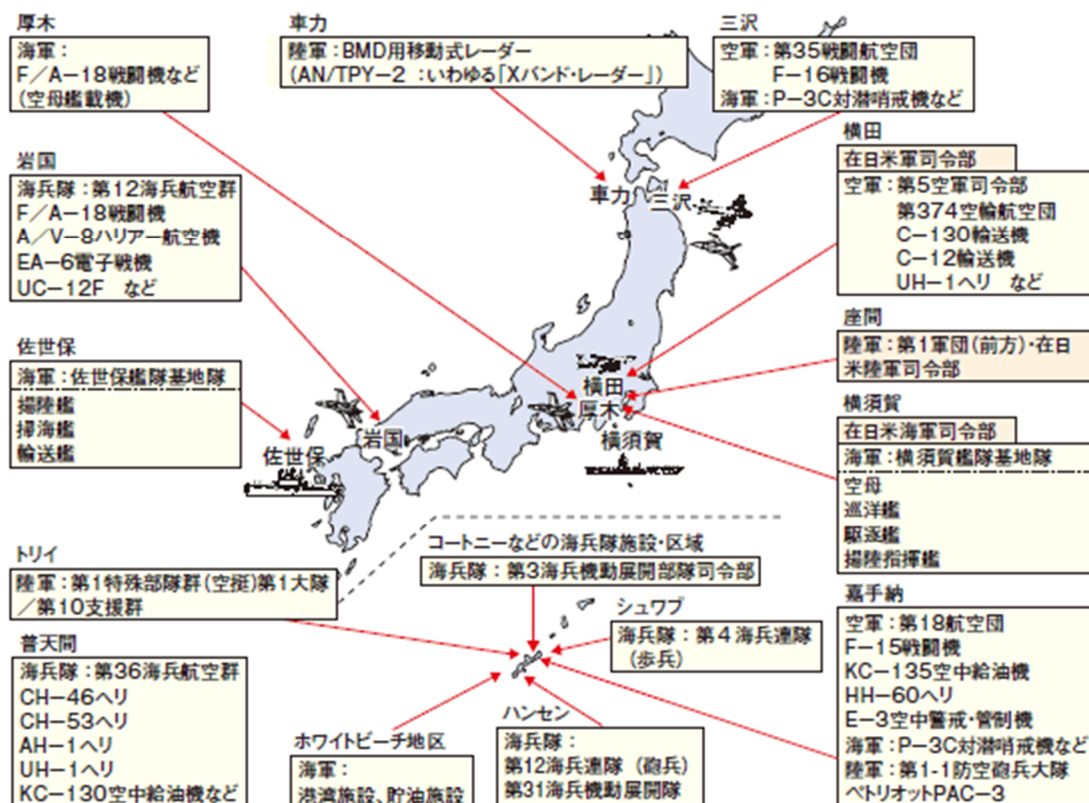 厚木
海軍：
F／A−18戦闘機など
(空母艦載機)
車力
陸軍：BMD用移動式レーダー
(AN/TPY−2 ：いわゆる「Xバンド・レーダー」)
三沢
空軍：第35戦闘航空団
F−16戦闘機
海軍：P−3C対潜哨戒機など
岩国
海兵隊：第12海兵航空群
F／A−18戦闘機
A／V−8ハリアー航空機
EA−6電子戦機
UC−12F など
横田
在日米軍司令部
空軍：第5空軍司令部
第374空輸航空団
C−130輸送機
C−12輸送機
UH−1ヘリ など
座間
陸軍：第1軍団(前方)・在日
米陸軍司令部
佐世保
海軍：佐世保艦隊基地隊
揚陸艦
掃海艦
輸送艦
横須賀
在日米海軍司令部
海軍：横須賀艦隊基地隊
空母
巡洋艦
駆逐艦
揚陸指揮艦
車力
三沢
横田
厚木
横須賀
岩国
佐世保
トリイ
陸軍：第1特殊部隊群(空挺)第1大隊
／第10支援群
コートニーなどの海兵隊施設・区域
海兵隊：第3海兵機動展開部隊司令部
シュワブ
海兵隊：第4海兵連隊
(歩兵)
嘉手納
空軍：第18航空団
F−15戦闘機
KC−135空中給油機
HH−60ヘリ
E−3空中警戒・管制機
海軍：P−3C対潜哨戒機など
陸軍：第1-1防空砲兵大隊
ペトリオットPAC−3
普天間
海兵隊：第36海兵航空群
CH−46ヘリ
CH−53ヘリ
AH−1ヘリ
UH−1ヘリ
KC−130空中給油機など
ホワイトビーチ地区
海軍：
港湾施設、貯油施設
ハンセン
海兵隊：
第12海兵連隊 (砲兵)
第31海兵機動展開隊